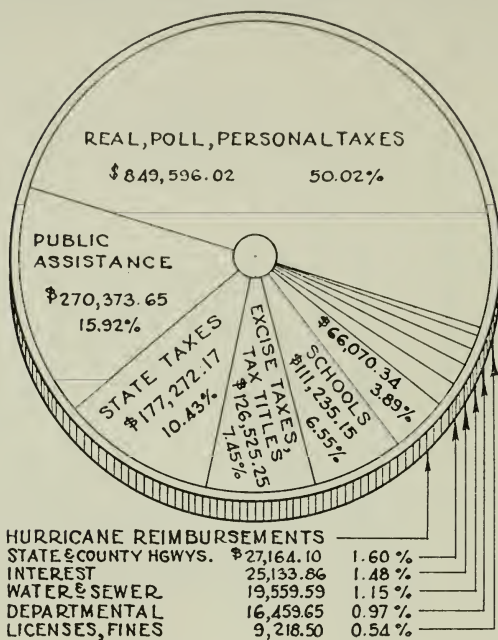 REAL, POLL, PERSONAL TAXES
$849,596.02 50.02%
PUBLIC
ASSISTANCE
$270,373.65
15.92%
STATE TAXES
$177,272.17
10.43%
EXCISE TAXES,
TAX TITLES
$126,525.25
7.45%
SCHOOLS
$111,235.15
6.55%
$66,070.34
3.89%
HURRICANE REIMBURSEMENTS
STATE & COUNTY HGWYS. $27,164.10 1.60%
INTEREST 25,133.86 1.48%
WATER & SEWER 19,559.59 1.15%
DEPARTMENTAL 16,459.65 0.97%
LICENSES, FINES 9,218.50 0.54%